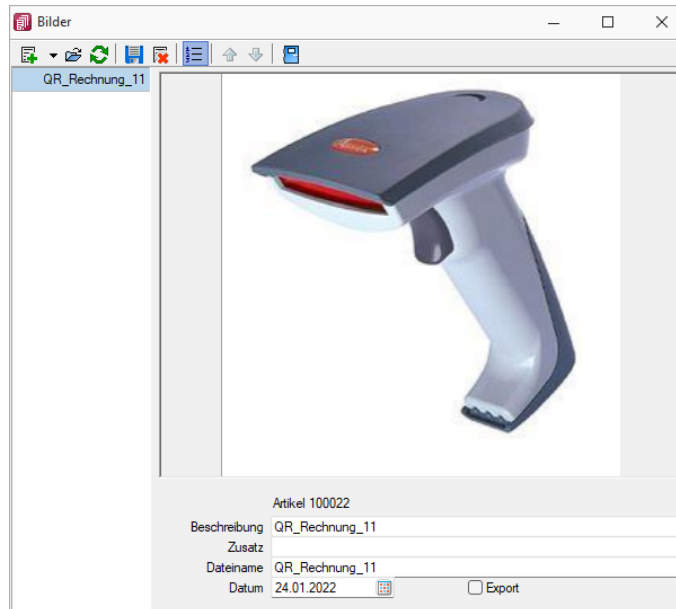 Bilder
QR_Rechnung_11
Artikel 100022
Beschreibung QR_Rechnung_11
Zusatz
Dateiname QR_Rechnung_11
Datum 24.01.2022 Export